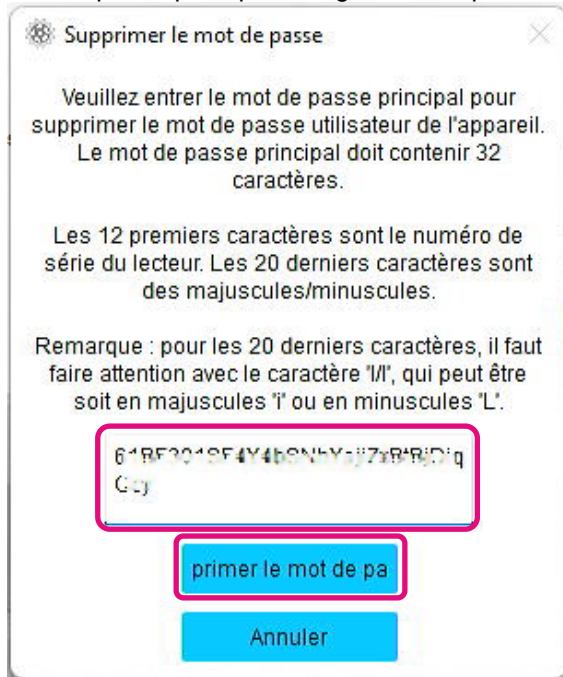 Supprimer le mot de passe
Veuillez entrer le mot de passe principal pour
supprimer le mot de passe utilisateur de l'appareil.
Le mot de passe principal doit contenir 32
caractères.
Les 12 premiers caractères sont le numéro de
série du lecteur. Les 20 derniers caractères sont
des majuscules/minuscules.
Remarque : pour les 20 derniers caractères, il faut
faire attention avec le caractère 'I/l', qui peut être
soit en majuscules 'i' ou en minuscules 'L'.
primer le mot de pa
Annuler